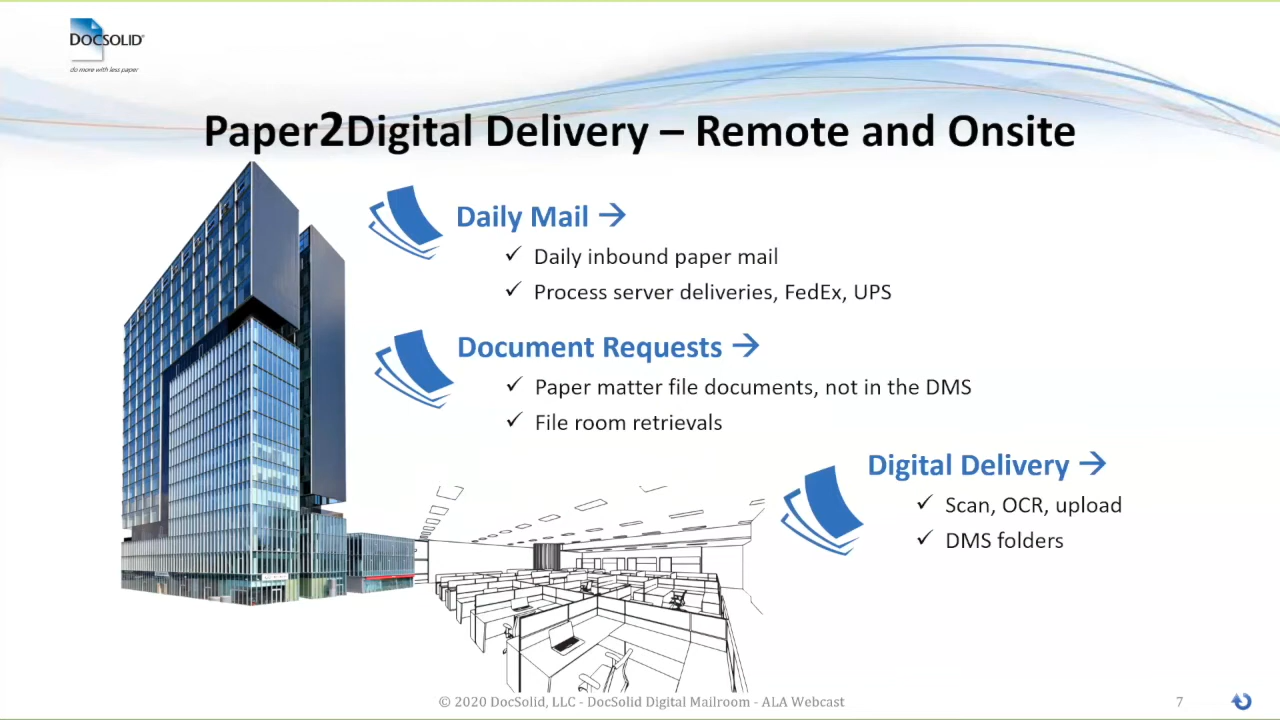 DOCSOLID®
do more with less paper
Paper2Digital Delivery – Remote and Onsite
Daily Mail →
✓ Daily inbound paper mail
✓ Process server deliveries, FedEx, UPS
Document Requests →
✓ Paper matter file documents, not in the DMS
✓ File room retrievals
Digital Delivery →
✓ Scan, OCR, upload
✓ DMS folders
© 2020 DocSolid, LLC - DocSolid Digital Mailroom - ALA Webcast
7